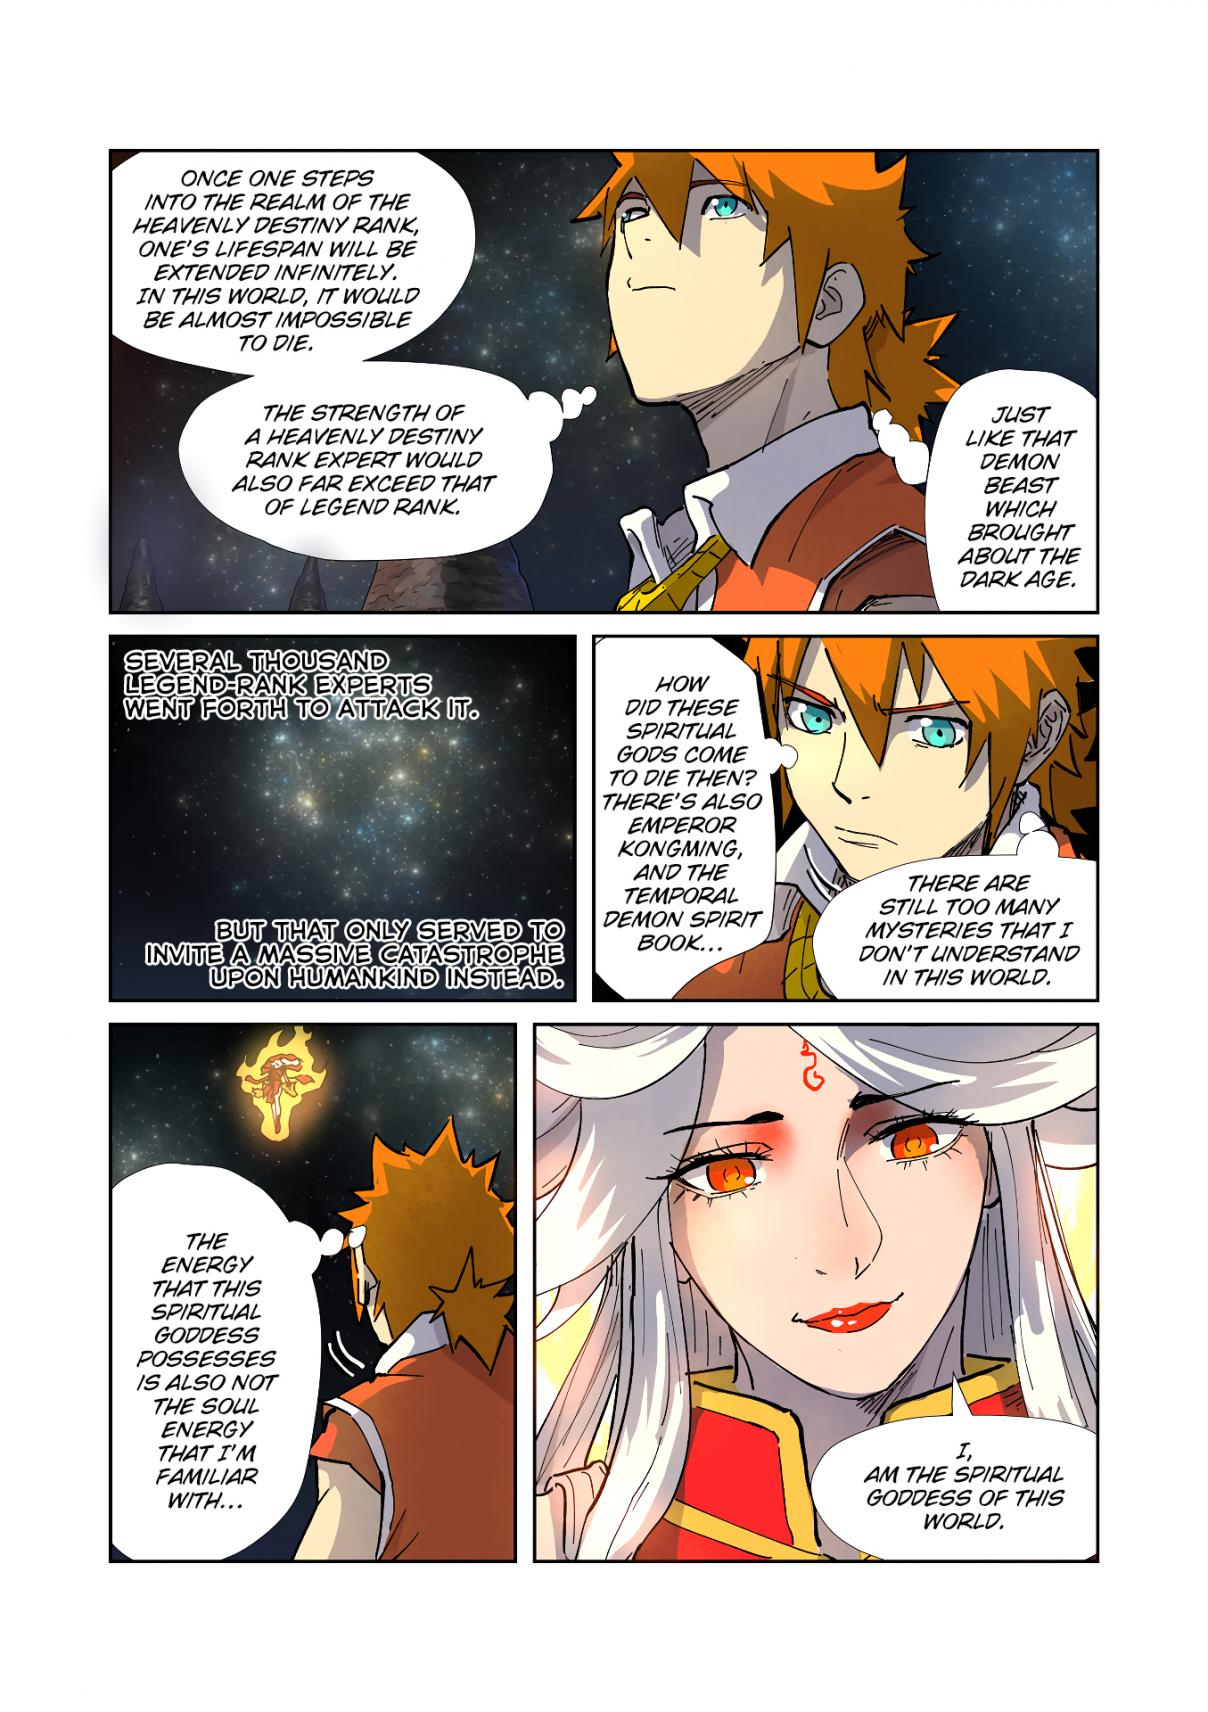 ONCE ONE STEPS
INTO THE REALM OF THE
HEAVENLY DESTINY RANK,
ONE'S LIFESPAN WILL BE
EXTENDED INFINITELY.
IN THIS WORLD, IT WOULD
BE ALMOST IMPOSSIBLE
TO DIE.
THE STRENGTH OF
A HEAVENLY DESTINY
RANK EXPERT WOULD
ALSO FAR EXCEED THAT
OF LEGEND RANK.
JUST
LIKE THAT
DEMON
BEAST
WHICH
BROUGHT
ABOUT THE
DARK AGE.
SEVERAL THOUSAND
LEGEND-RANK EXPERTS
WENT FORTH TO ATTACK IT.
BUT THAT ONLY SERVED TO
INVITE A MASSIVE CATASTROPHE
UPON HUMANKIND INSTEAD.
HOW
DID THESE
SPIRITUAL
GODS COME
TO DIE THEN?
THERE'S ALSO
EMPEROR
KONGMING,
AND THE
TEMPORAL
DEMON SPIRIT
BOOK...
THERE ARE
STILL TOO MANY
MYSTERIES THAT I
DON'T UNDERSTAND
IN THIS WORLD.
THE
ENERGY
THAT THIS
SPIRITUAL
GODDESS
POSSESSES
IS ALSO NOT
THE SOUL
ENERGY
THAT I'M
FAMILIAR
WITH...
I,
AM THE SPIRITUAL
GODDESS OF THIS
WORLD.